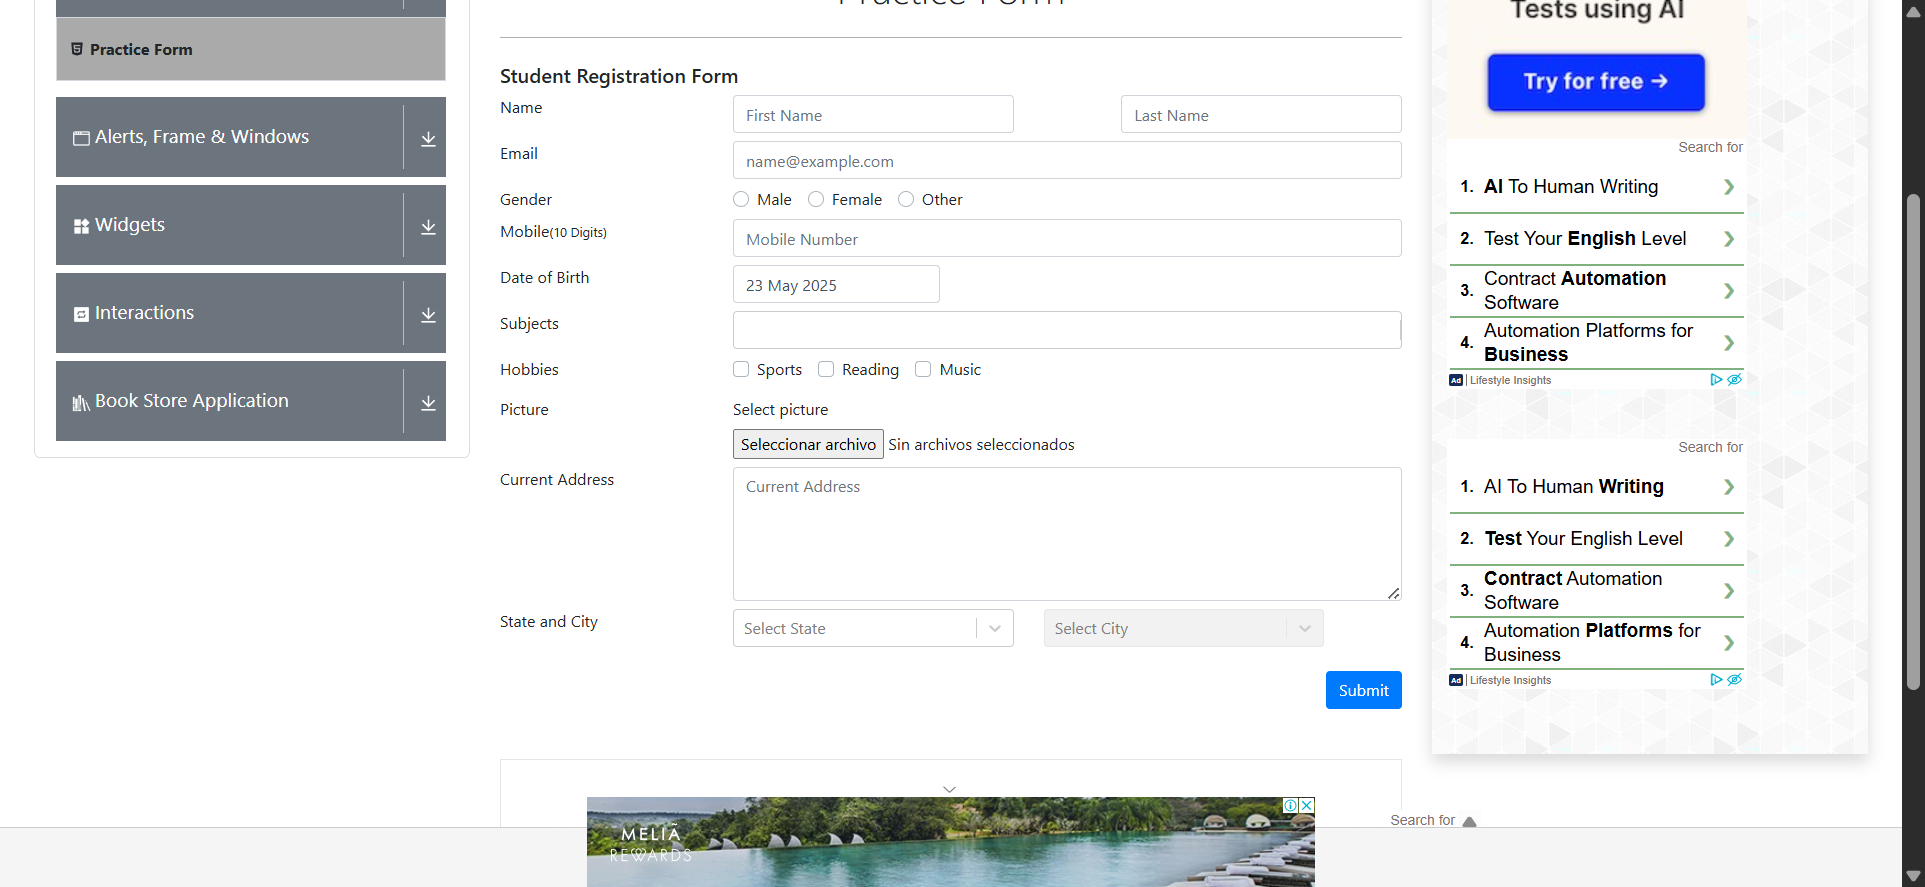 Practice Form
Practice Form
Alerts, Frame & Windows
Widgets
Interactions
Book Store Application
Student Registration Form
Name
First Name
Last Name
Email
name@example.com
Gender
Male
Female
Other
Mobile(10 Digits)
Mobile Number
Date of Birth
23 May 2025
Subjects
Hobbies
Sports
Reading
Music
Picture
Select picture
Seleccionar archivo Sin archivos seleccionados
Current Address
Current Address
State and City
Select State
Select City
Submit
Tests using AI
Try for free →
Search for
1. AI To Human Writing
2. Test Your English Level
3. Contract Automation
Software
4. Automation Platforms for
Business
Ad | Lifestyle Insights
Search for
1. AI To Human Writing
2. Test Your English Level
3. Contract Automation
Software
4. Automation Platforms for
Business
Ad | Lifestyle Insights
MELIÃ
REWARDS
Search for